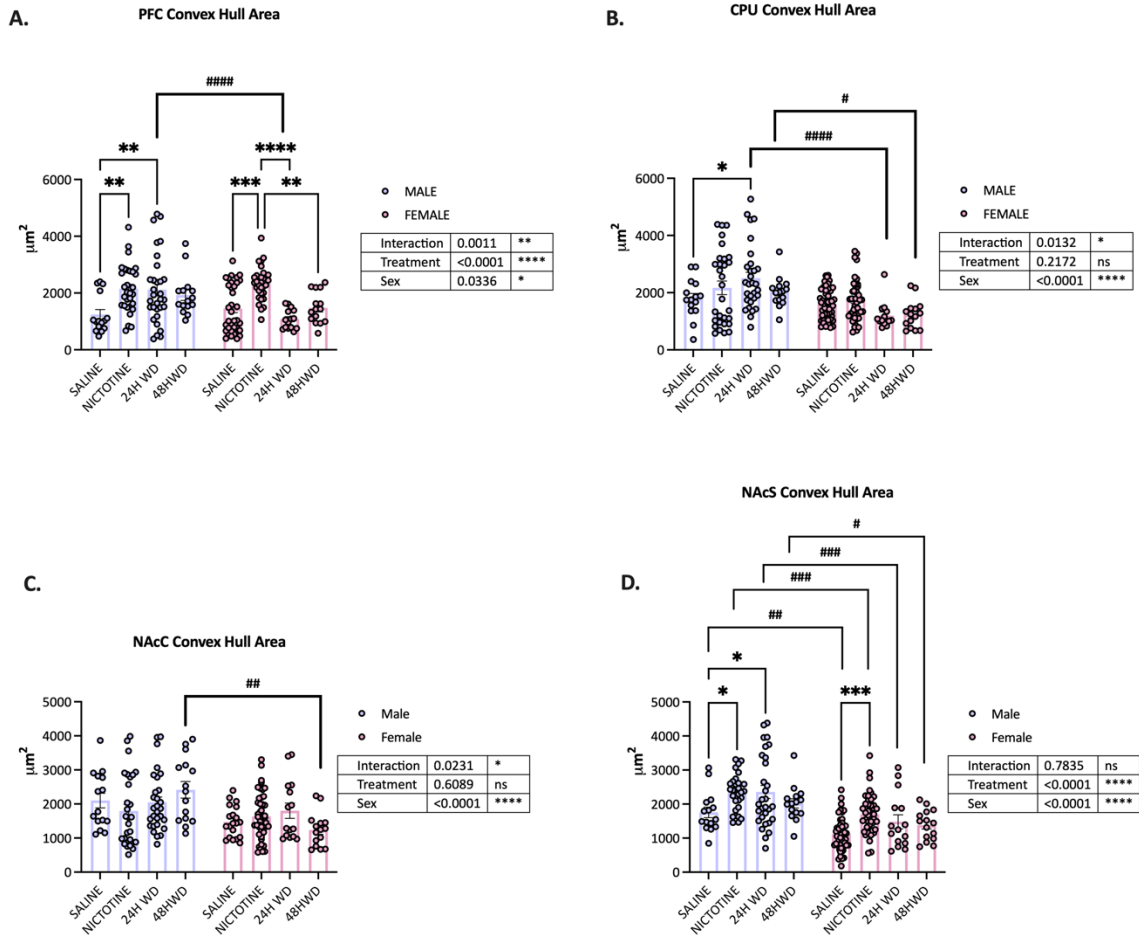 A.
PFC Convex Hull Area
####
** ****
** *** **
6000
4000
2000
0
μm²
SALINE
NICTOTINE
24H WD
48HWD
SALINE
NICTOTINE
24H WD
48HWD
MALE
FEMALE
Interaction 0.0011 **
Treatment <0.0001 ****
Sex 0.0336 *
B.
CPU Convex Hull Area
#
####
*
6000
4000
2000
0
μm²
SALINE
NICTOTINE
24H WD
48HWD
SALINE
NICTOTINE
24H WD
48HWD
MALE
FEMALE
Interaction 0.0132 *
Treatment 0.2172 ns
Sex <0.0001 ****
C.
NAcC Convex Hull Area
##
5000
4000
3000
2000
1000
0
μm²
SALINE
NICTOTINE
24H WD
48HWD
SALINE
NICTOTINE
24H WD
48HWD
Male
Female
Interaction 0.0231 *
Treatment 0.6089 ns
Sex <0.0001 ****
NAcS Convex Hull Area
D.
#
###
###
##
*
* ***
5000
4000
3000
2000
1000
0
μm²
SALINE
NICTOTINE
24H WD
48HWD
SALINE
NICTOTINE
24H WD
48HWD
Male
Female
Interaction 0.7835 ns
Treatment <0.0001 ****
Sex <0.0001 ****